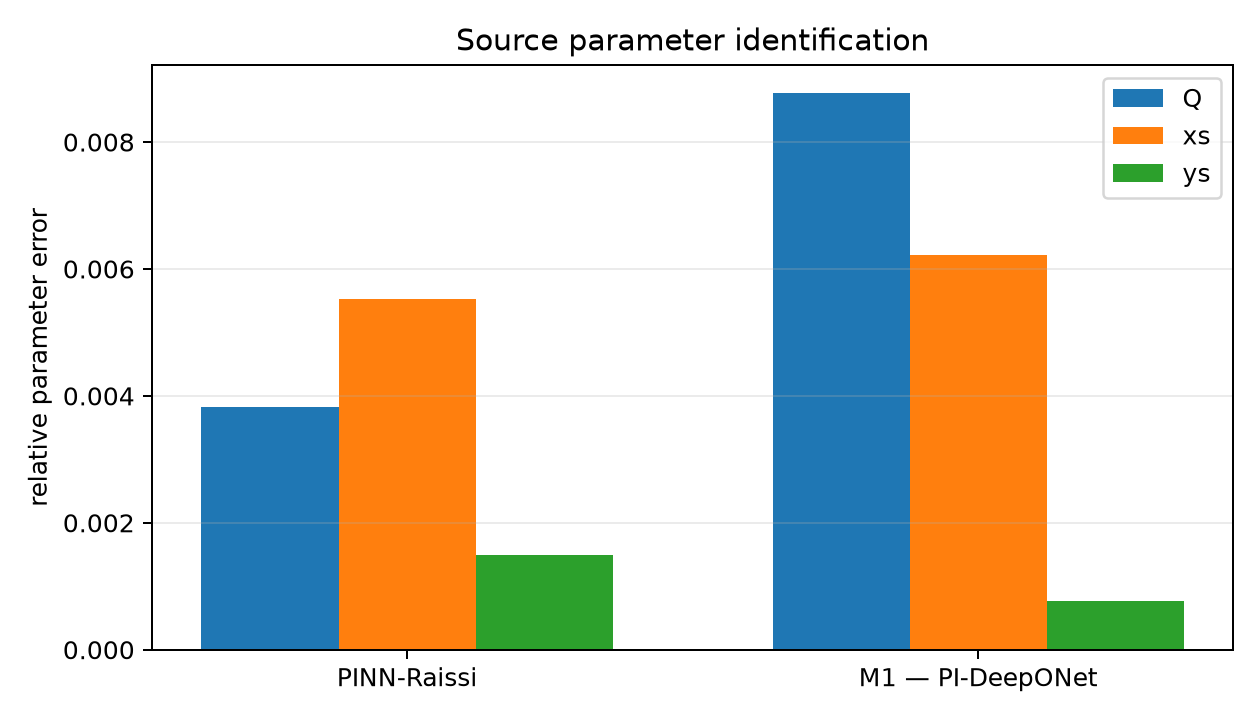 Source parameter identification
relative parameter error
0.008
0.006
0.004
0.002
0.000
Q
xs
ys
PINN-Raissi
M1 — PI-DeepONet